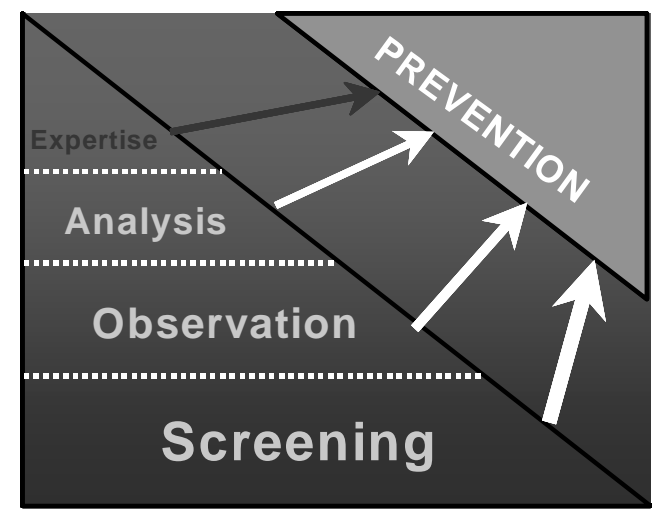 PREVENTION
Expertise
Analysis
Observation
Screening